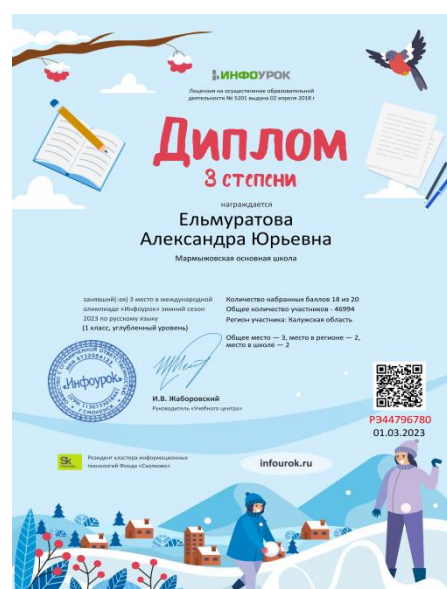 ИНФОУРОК
Лицензия на осуществление образовательной
деятельности № 5201 выдана 02 апреля 2018 г
Диплом
3 степени
награждается
Ельмуратова
Александра Юрьевна
Мармыжовская основная школа
занявший(-ая) 3 место в международной
олимпиаде «Инфоурок» зимний сезон
2023 по русскому языку
(1 класс, углубленный уровень)
Количество набранных баллов 18 из 20
Общее количество участников - 46994
Регион участника: Калужская область
Общее место — 3, место в регионе — 2,
место в школе — 2
«Инфоурок»
И.В. Жаборовский
Руководитель «Учебного центра»
РЭ44796780
01.03.2023
Sk
Резидент кластера информационных
технологий Фонда «Сколково»
infourok.ru